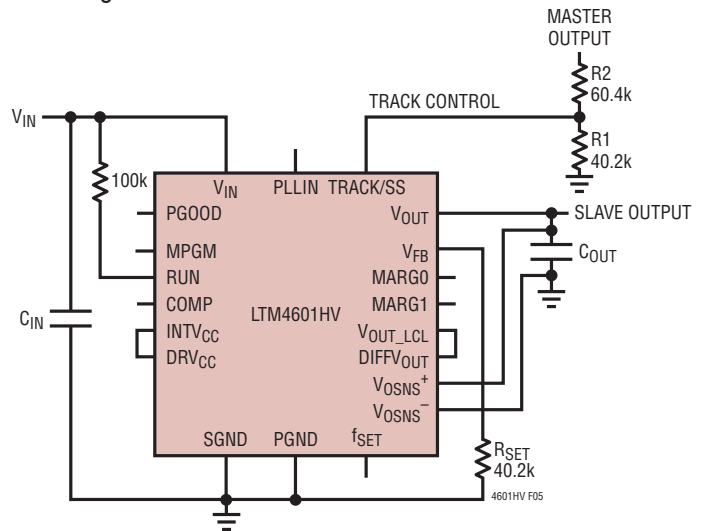 MASTER
OUTPUT
R2
60.4k
TRACK CONTROL
R1
40.2k
VIN
100k
VIN
PLLIN
TRACK/SS
PGOOD
VOUT
SLAVE OUTPUT
MPGM
VFB
COUT
RUN
MARG0
COMP
MARG1
CIN
LTM4601HV
INTVCC
VOUT_LCL
DRVCC
DIFFVOUT
VOSNS+
VOSNS–
SGND
PGND
fSET
RSET
40.2k
4601HV F05